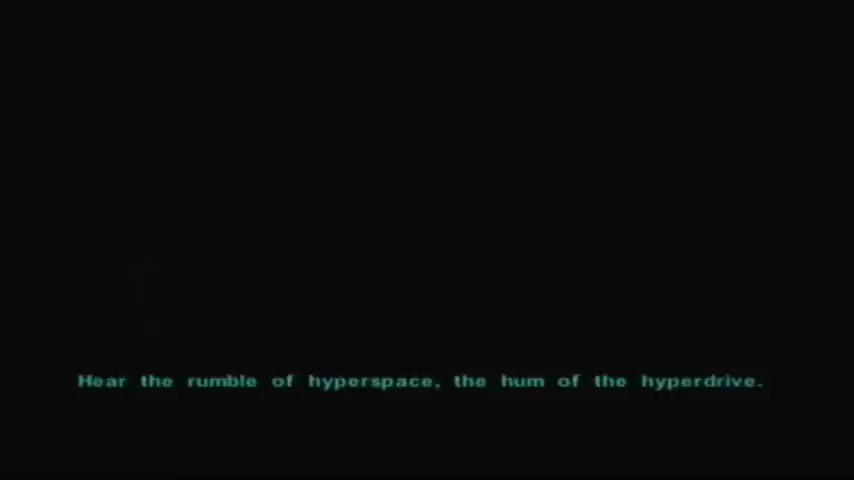 Hear the rumble of hyperspace, the hum of the hyperdrive.